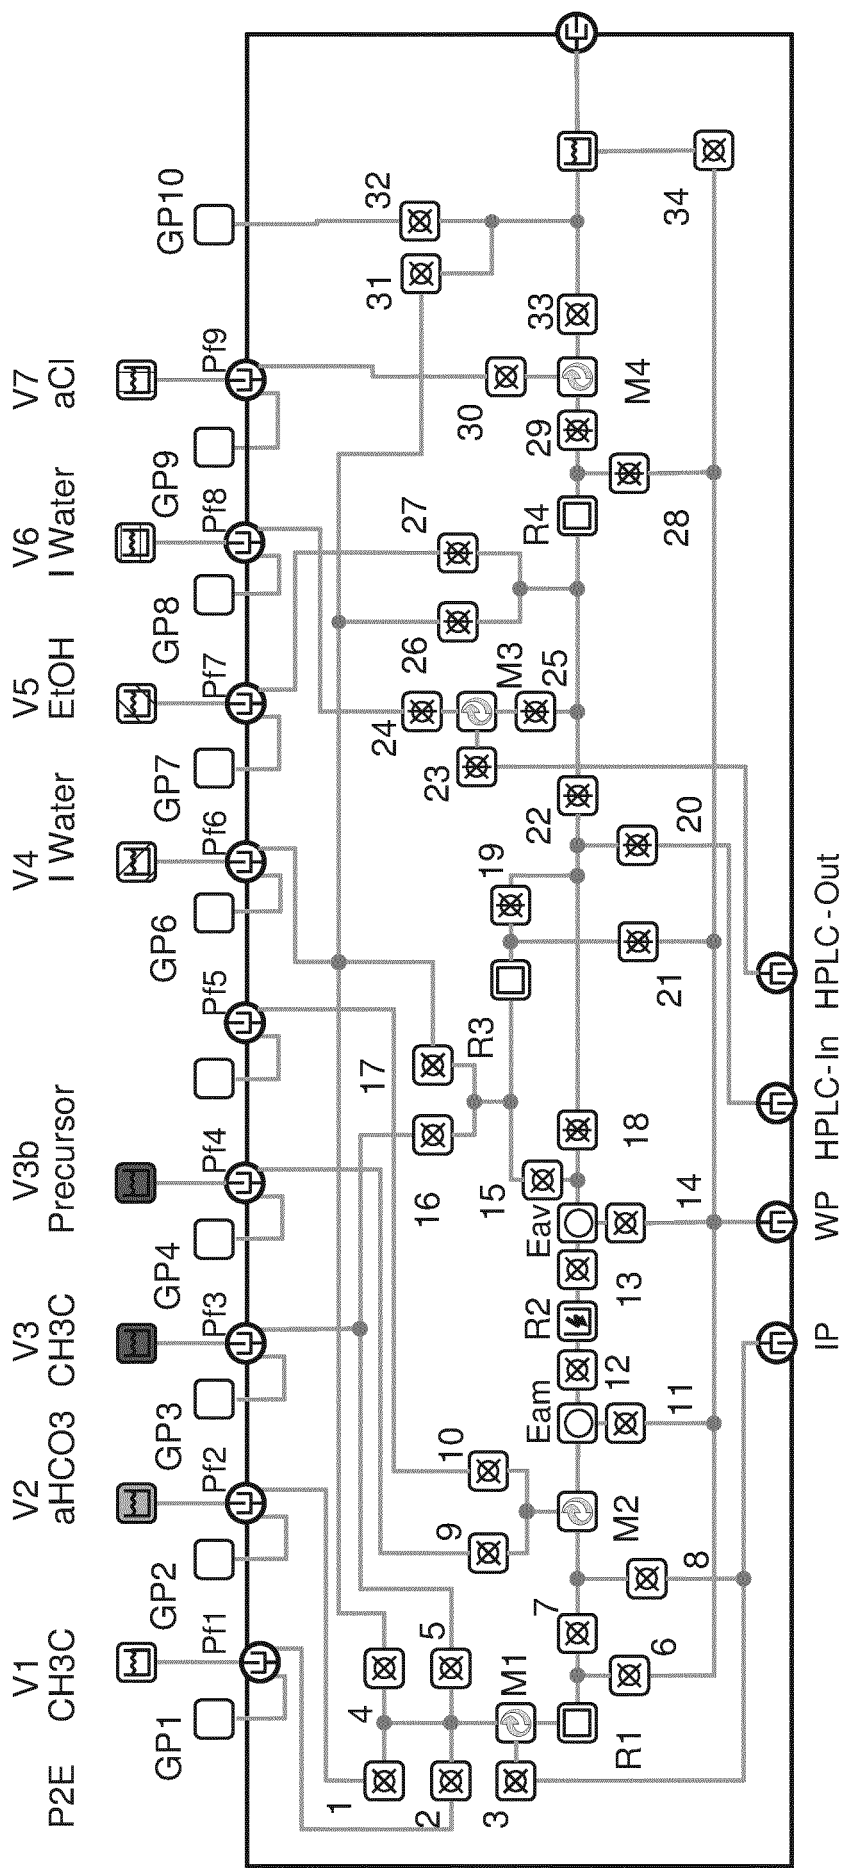 P2E
V1
CH3C
V2
aHCO3
V3
CH3C
V3b
Precursor
V4
I Water
V5
EtOH
V6
I Water
V7
aCl
GP1
GP2
GP3
GP4
GP6
GP7
GP8
GP9
GP10
Pf1
Pf2
Pf3
Pf4
Pf5
Pf6
Pf7
Pf8
Pf9
1
2
3
4
5
6
7
8
9
10
11
12
13
14
15
16
17
18
19
20
21
22
23
24
25
26
27
28
29
30
31
32
33
34
M1
M2
M3
M4
R1
R2
R3
R4
Eam
Eav
IP
WP
HPLC-In
HPLC-Out